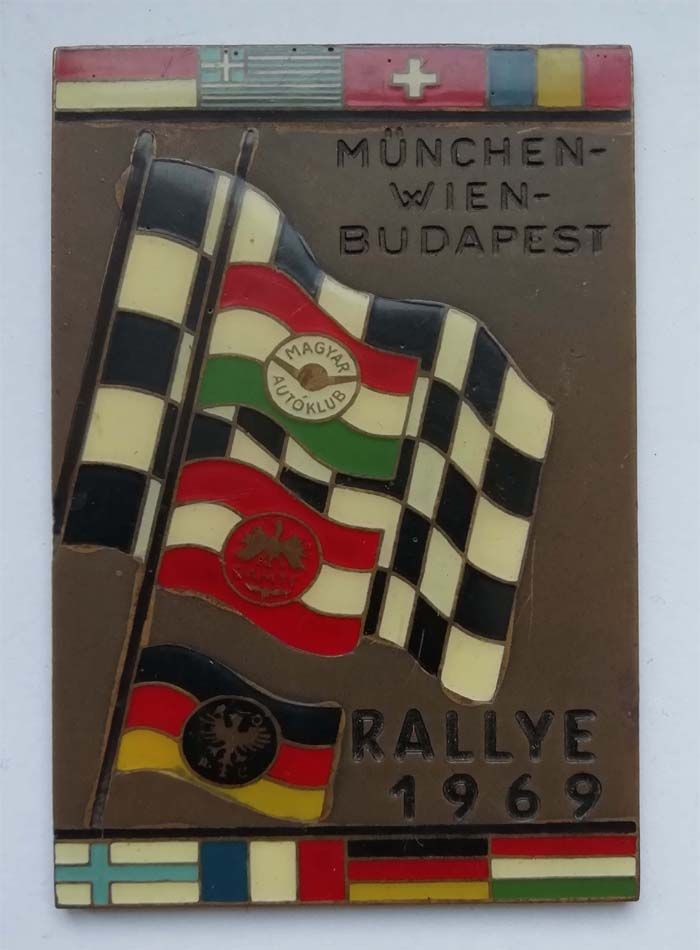 MÜNCHEN-
WIEN-
BUDAPEST
MAGYAR
AUTÓKLUB
RALLYE
1969